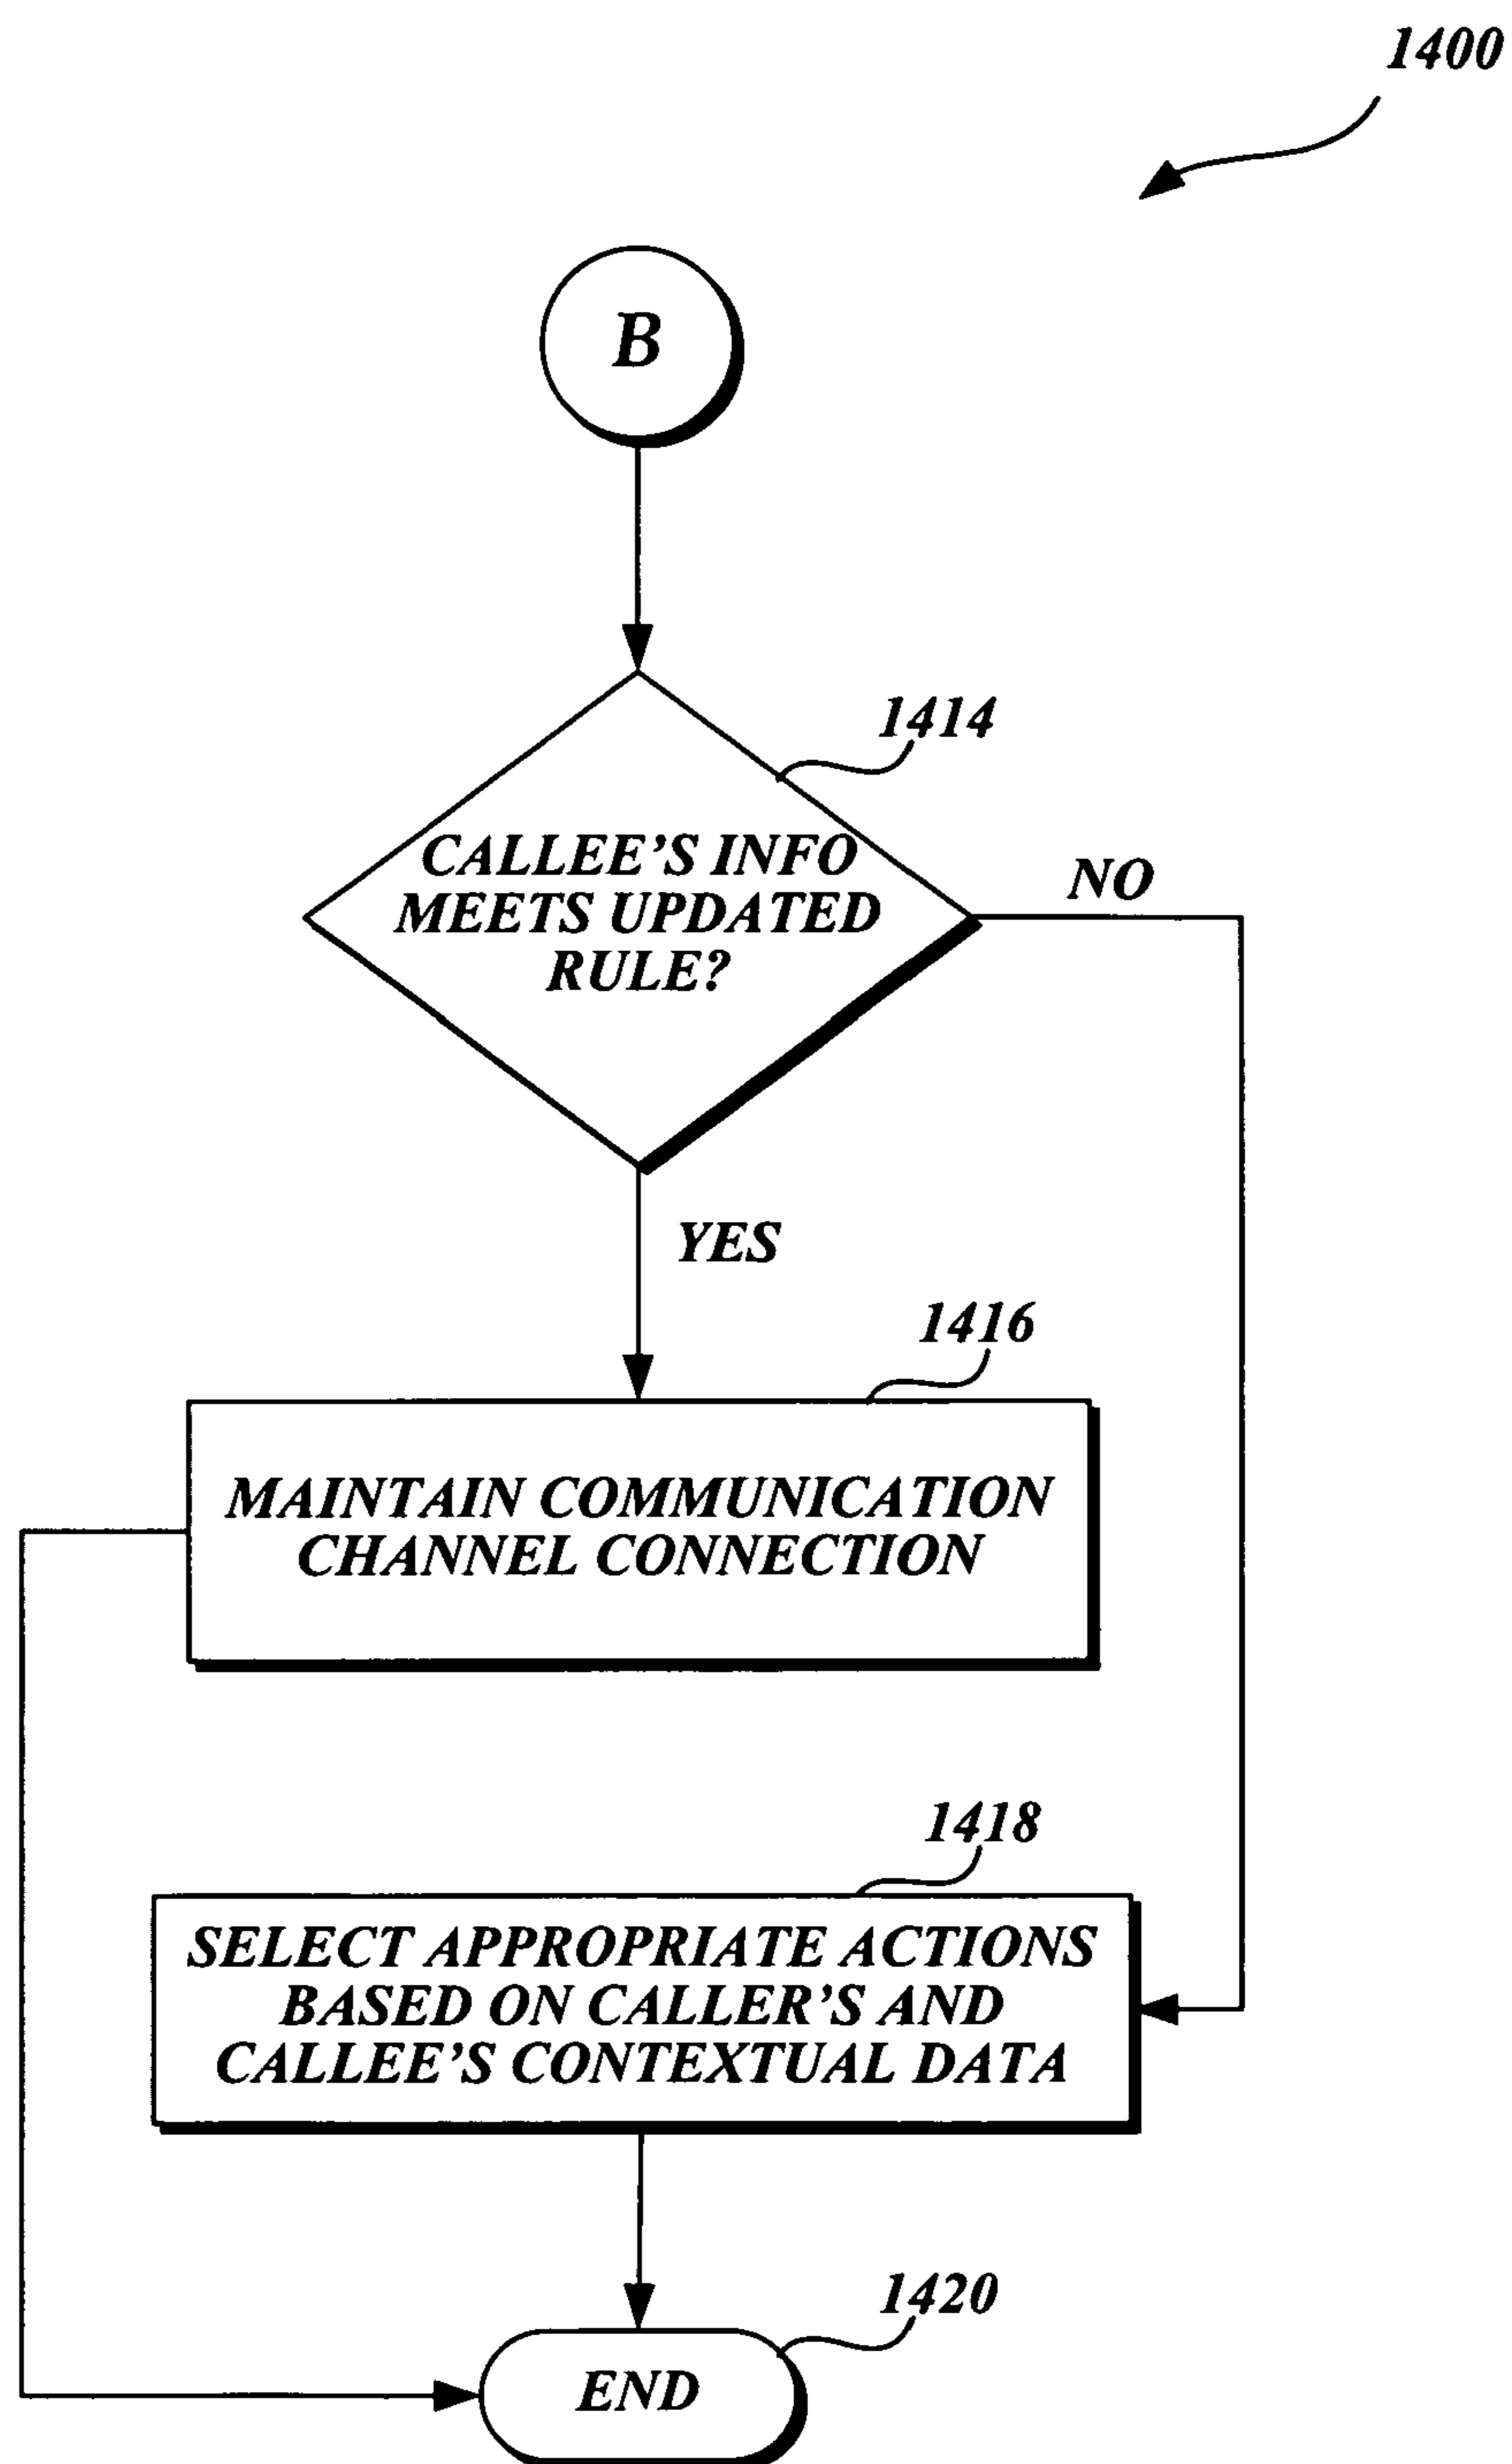 1400
B
1414
CALLEE'S INFO
MEETS UPDATED
RULE?
NO
YES
1416
MAINTAIN COMMUNICATION
CHANNEL CONNECTION
1418
SELECT APPROPRIATE ACTIONS
BASED ON CALLER'S AND
CALLEE'S CONTEXTUAL DATA
1420
END